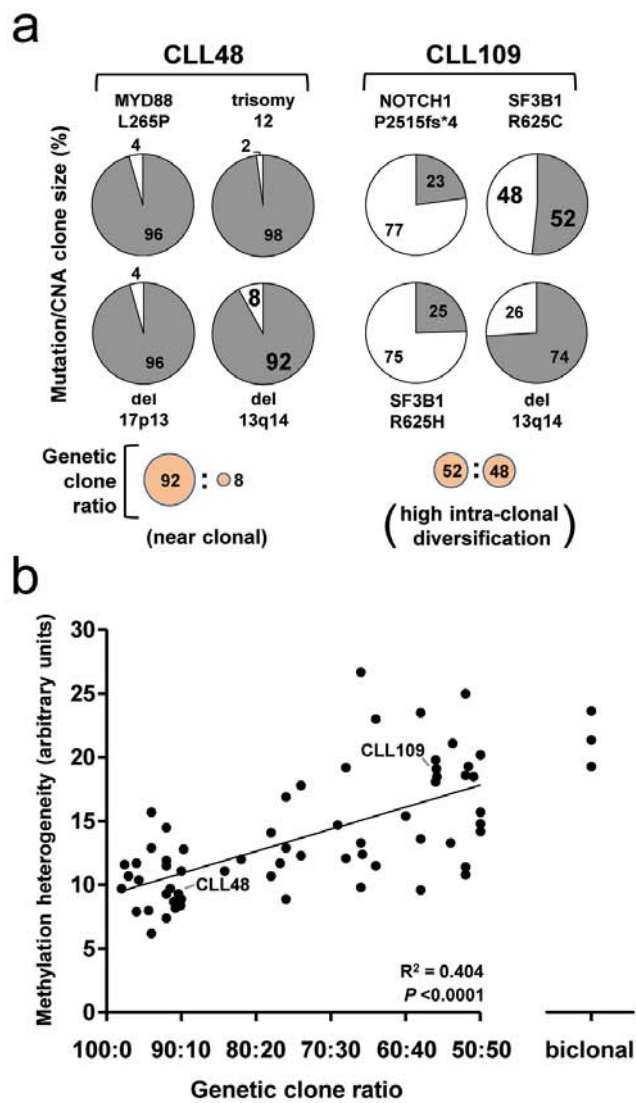 a
CLL48
CLL109
Mutation/CNA clone size (%)
MYD88
L265P
trisomy
12
NOTCH1
P2515fs*4
SF3B1
R625C
4
96
2
98
23
77
48
52
4
96
8
92
25
75
26
74
del
17p13
del
13q14
SF3B1
R625H
del
13q14
Genetic
clone
ratio
92 : 8
52 : 48
(near clonal)
(high intra-clonal
diversification)
b
Methylation heterogeneity (arbitrary units)
30
25
20
15
10
5
0
CLL109
CLL48
R² = 0.404
P <0.0001
100:0 90:10 80:20 70:30 60:40 50:50 biclonal
Genetic clone ratio